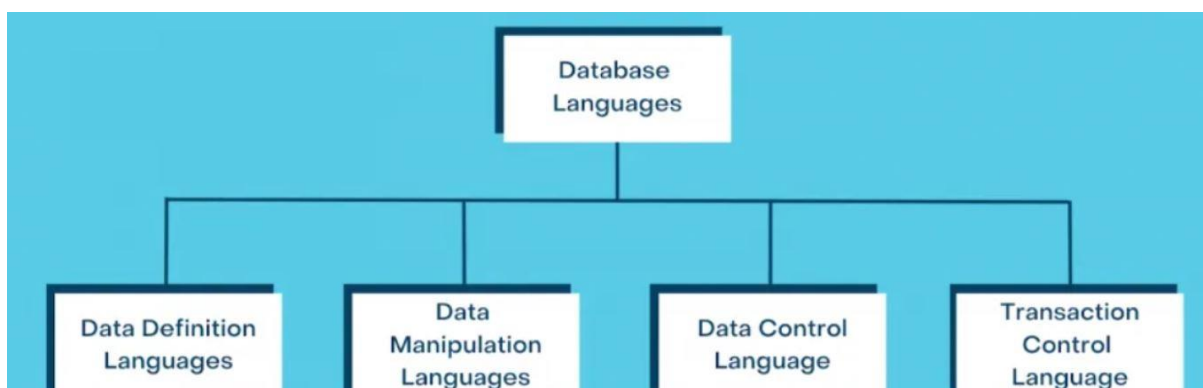 Database
Languages
Data Definition
Languages
Data
Manipulation
Languages
Data Control
Language
Transaction
Control
Language